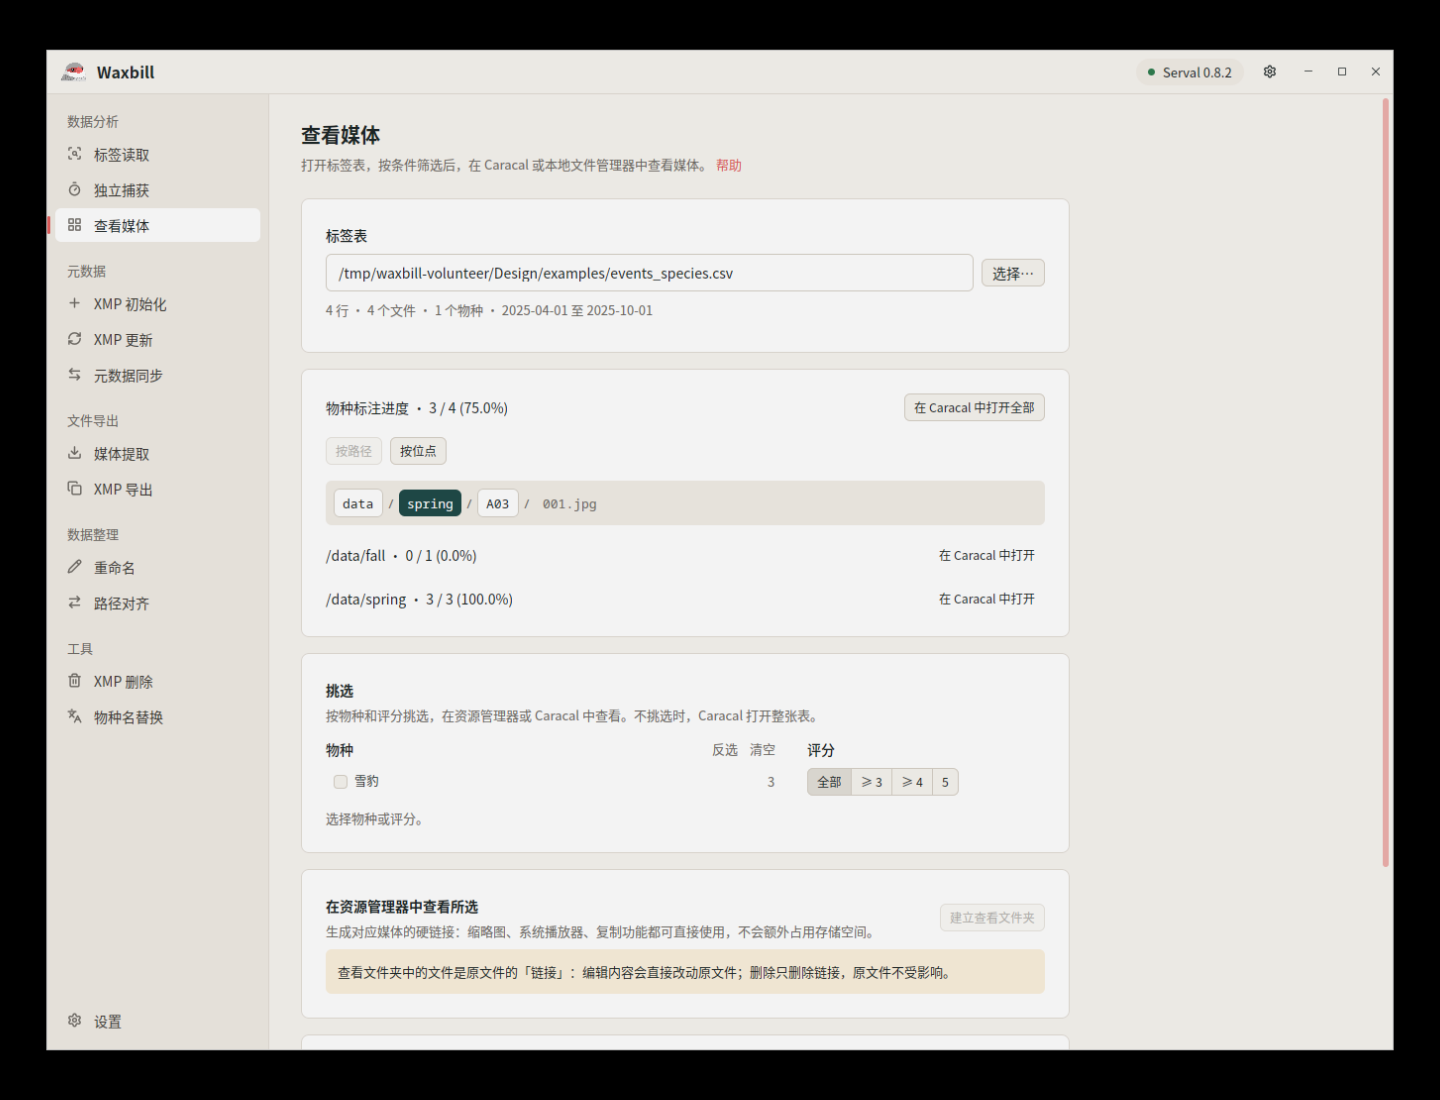 Waxbill
Serval 0.8.2
数据分析
标签读取
独立捕获
查看媒体
元数据
XMP 初始化
XMP 更新
元数据同步
文件导出
媒体提取
XMP 导出
数据整理
重命名
路径对齐
工具
XMP 删除
物种名替换
设置
查看媒体
打开标签表，按条件筛选后，在 Caracal 或本地文件管理器中查看媒体。 帮助
标签表
/tmp/waxbill-volunteer/Design/examples/events_species.csv
选择…
4 行 · 4 个文件 · 1 个物种 · 2025-04-01 至 2025-10-01
物种标注进度 · 3 / 4 (75.0%)
在 Caracal 中打开全部
按路径 按位点
data / spring / A03 / 001.jpg
/data/fall · 0 / 1 (0.0%) 在 Caracal 中打开
/data/spring · 3 / 3 (100.0%) 在 Caracal 中打开
挑选
按物种和评分挑选，在资源管理器或 Caracal 中查看。不挑选时，Caracal 打开整张表。
物种 反选 清空 评分
雪豹 3 全部 ≥ 3 ≥ 4 5
选择物种或评分。
在资源管理器中查看所选
生成对应媒体的硬链接：缩略图、系统播放器、复制功能都可直接使用，不会额外占用存储空间。
建立查看文件夹
查看文件夹中的文件是原文件的「链接」：编辑内容会直接改动原文件；删除只删除链接，原文件不受影响。